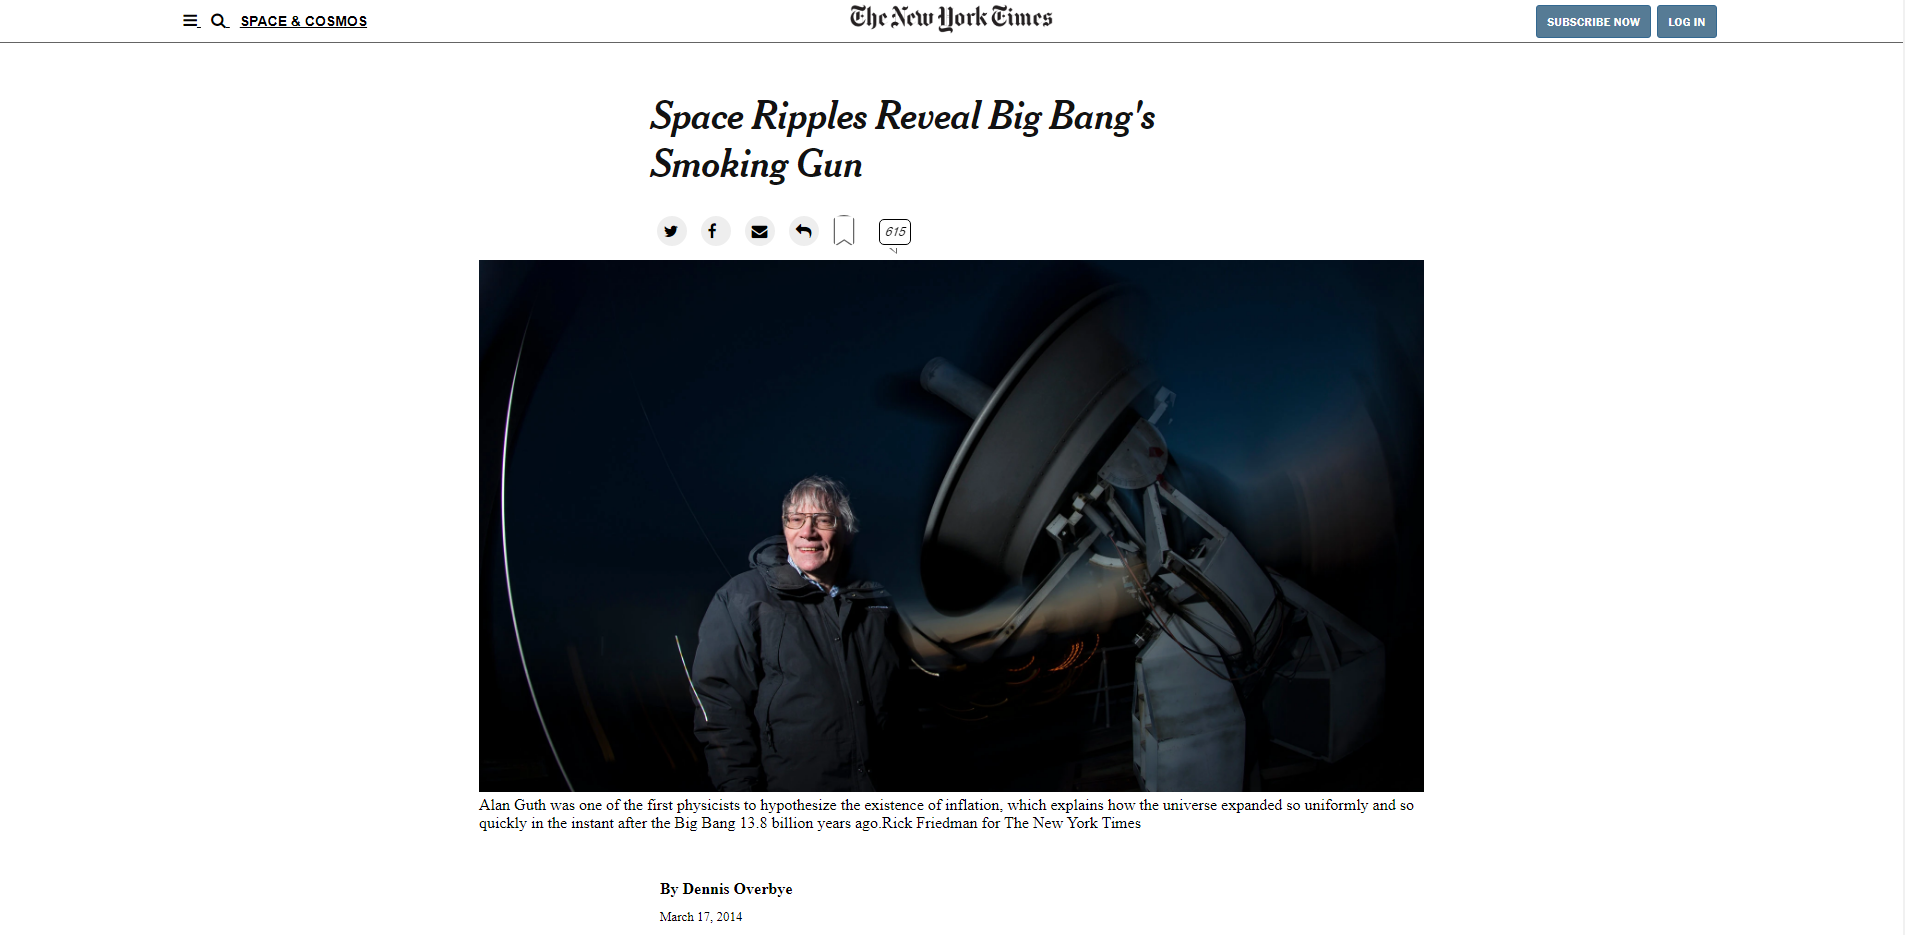 SPACE & COSMOS
The New York Times
SUBSCRIBE NOW
LOG IN
Space Ripples Reveal Big Bang's
Smoking Gun
615
Alan Guth was one of the first physicists to hypothesize the existence of inflation, which explains how the universe expanded so uniformly and so
quickly in the instant after the Big Bang 13.8 billion years ago.Rick Friedman for The New York Times
By Dennis Overbye
March 17, 2014